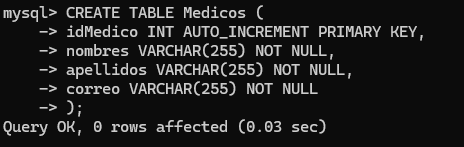 mysql> CREATE TABLE Medicos (
    -> idMedico INT AUTO_INCREMENT PRIMARY KEY,
    -> nombres VARCHAR(255) NOT NULL,
    -> apellidos VARCHAR(255) NOT NULL,
    -> correo VARCHAR(255) NOT NULL
    -> );
Query OK, 0 rows affected (0.03 sec)